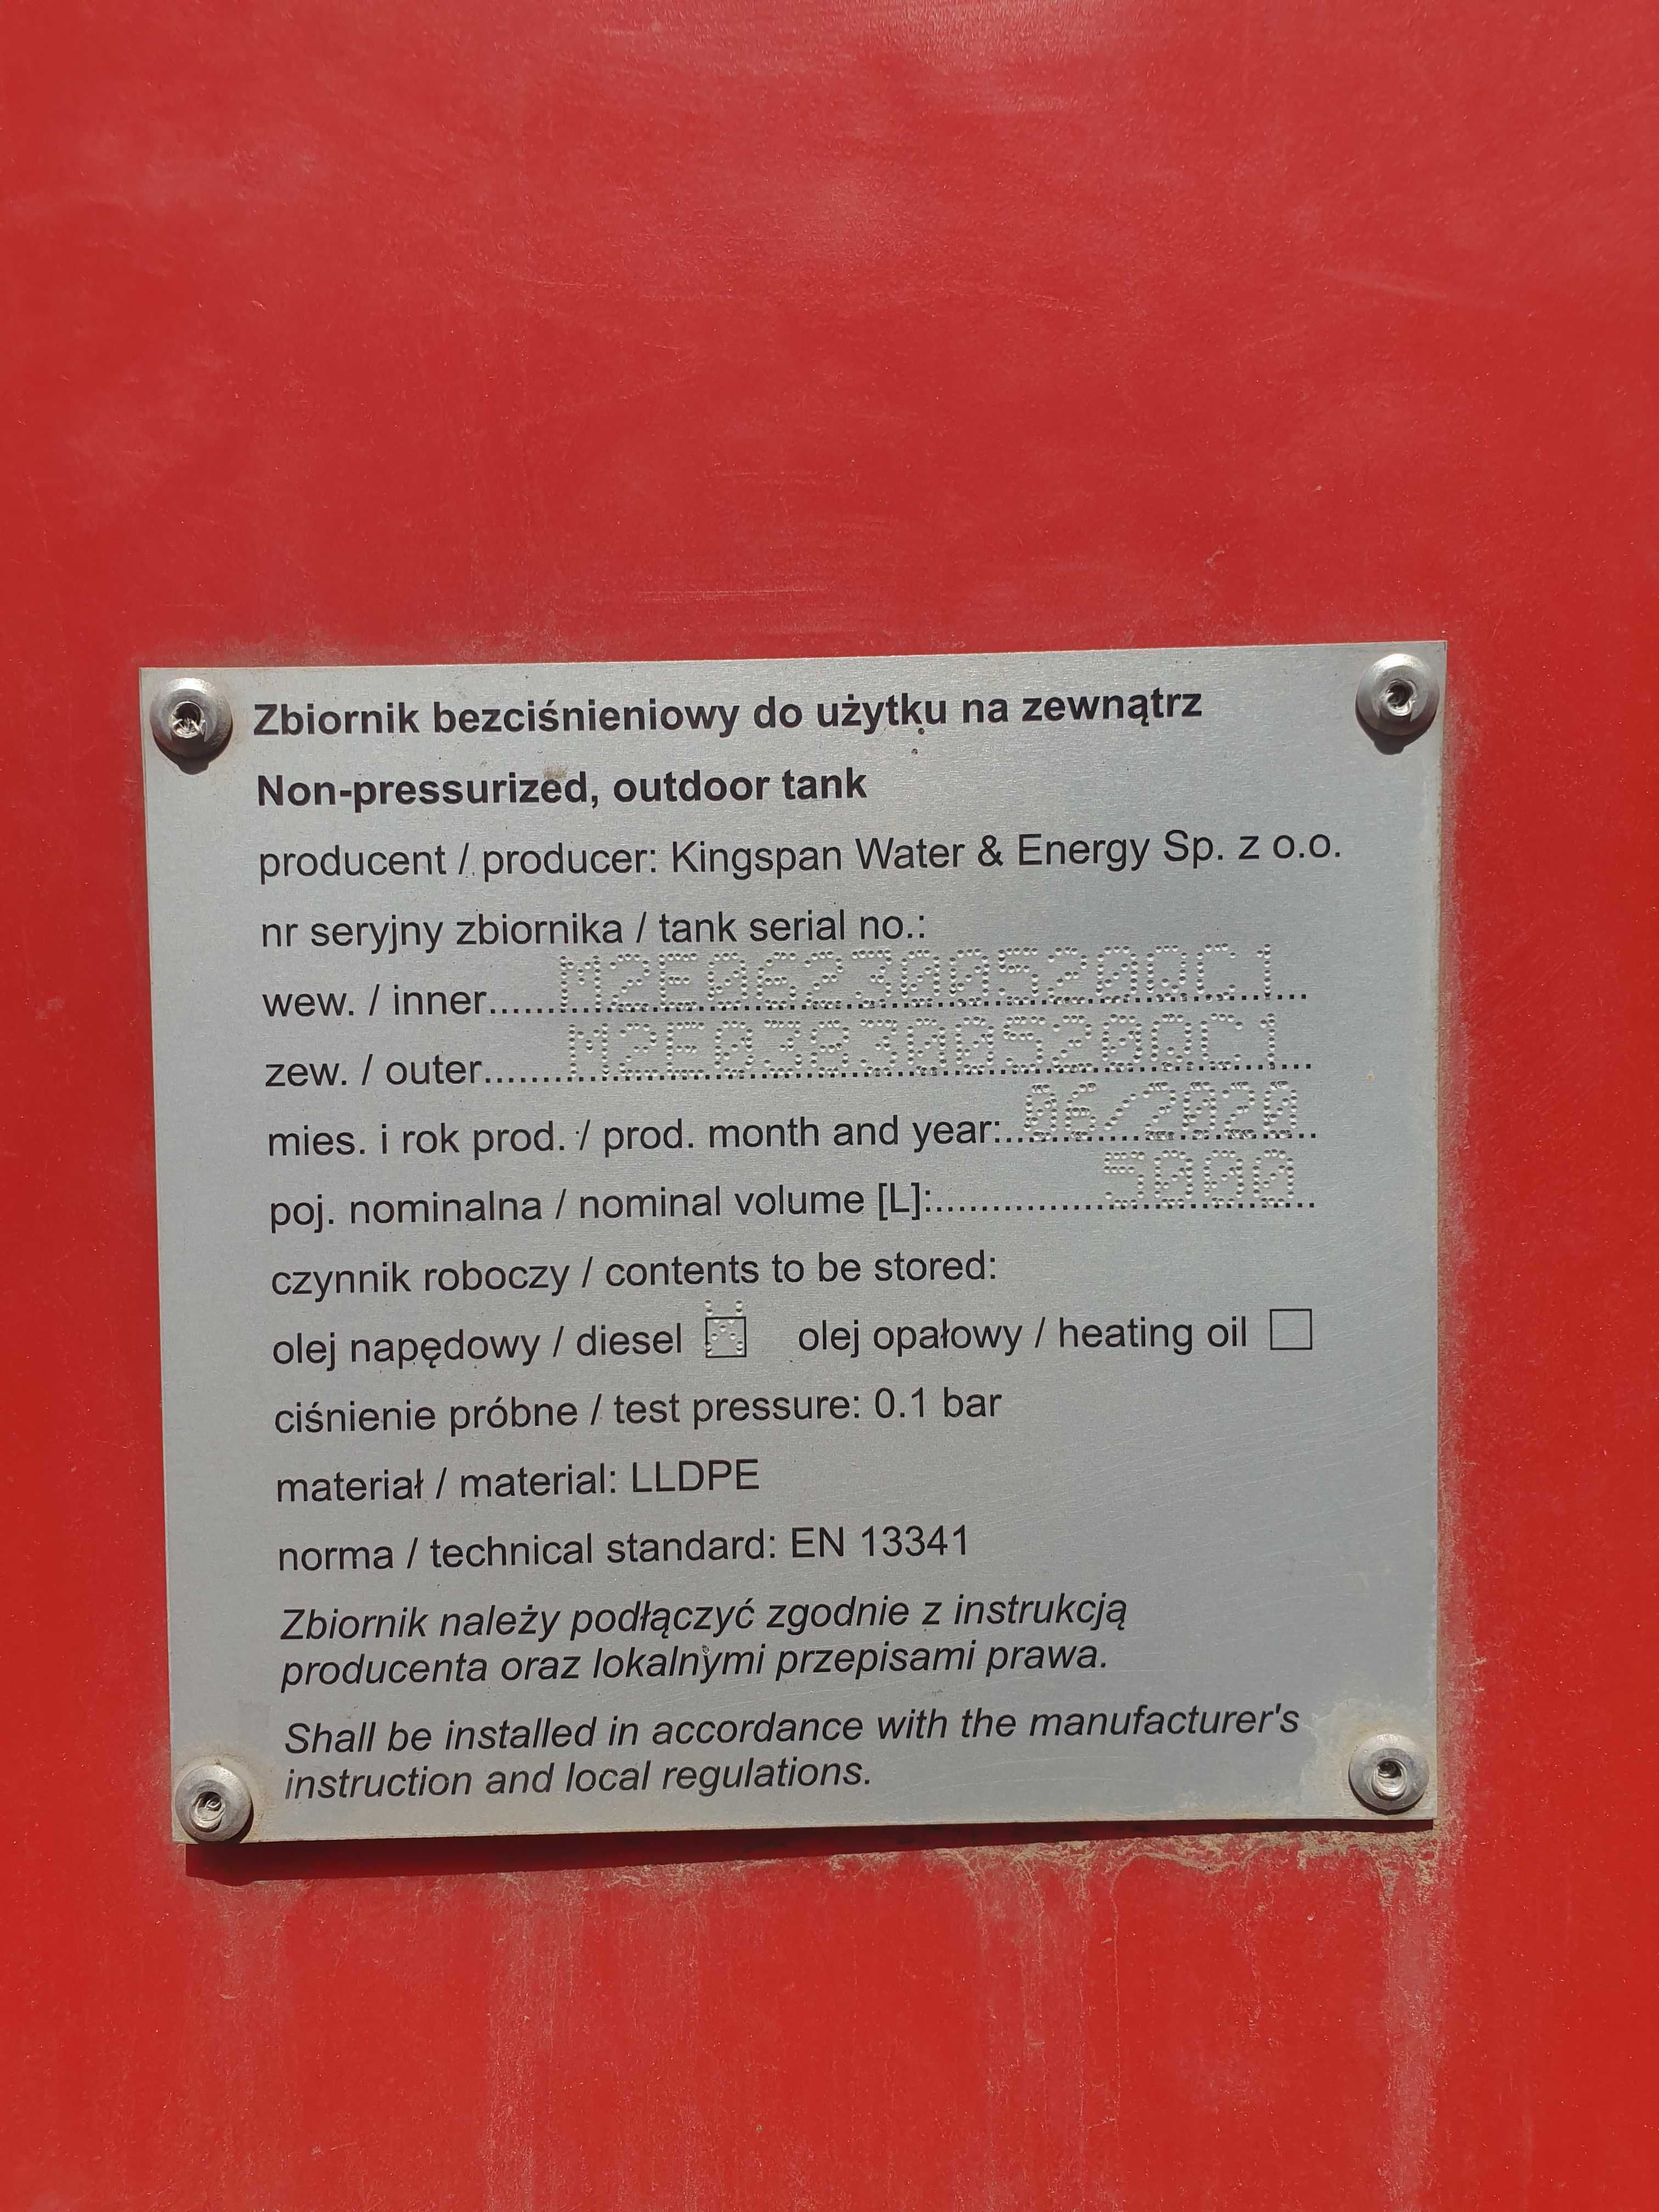 Zbiornik bezciśnieniowy do użytku na zewnątrz
Non-pressurized, outdoor tank
producent / producer: Kingspan Water & Energy Sp. z o.o.
nr seryjny zbiornika / tank serial no.:
wew. / inner......M2E062300520QC1
zew. / outer......M2E038300520QC1
mies. i rok prod. / prod. month and year:..06/2020
poj. nominalna / nominal volume [L]:......5000
czynnik roboczy / contents to be stored:
olej napędowy / diesel ☒ olej opałowy / heating oil ☐
ciśnienie próbne / test pressure: 0.1 bar
materiał / material: LLDPE
norma / technical standard: EN 13341
Zbiornik należy podłączyć zgodnie z instrukcją
producenta oraz lokalnymi przepisami prawa.
Shall be installed in accordance with the manufacturer's
instruction and local regulations.